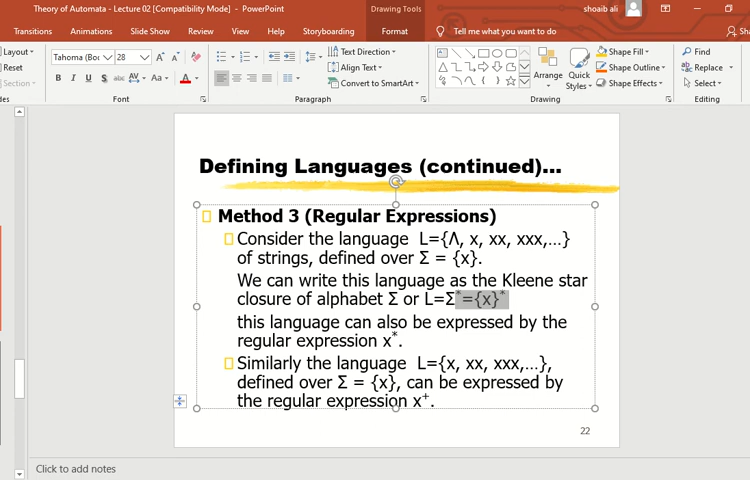 Theory of Automata - Lecture 02 [Compatibility Mode] - PowerPoint
Drawing Tools
shoaib ali
Transitions Animations Slide Show Review View Help Storyboarding Format Tell me what you want to do
Layout
Reset
Section
Tahoma (Bo 28
B I U S abc AV Aa A
Font
Paragraph
Text Direction
Align Text
Convert to SmartArt
Arrange
Quick
Styles
Shape Fill
Shape Outline
Shape Effects
Drawing
Find
Replace
Select
Editing
Defining Languages (continued)…
Method 3 (Regular Expressions)
Consider the language L={Λ, x, xx, xxx,…}
of strings, defined over Σ = {x}.
We can write this language as the Kleene star
closure of alphabet Σ or L=Σ*={x}*
this language can also be expressed by the
regular expression x*.
Similarly the language L={x, xx, xxx,…},
defined over Σ = {x}, can be expressed by
the regular expression x⁺.
22
Click to add notes